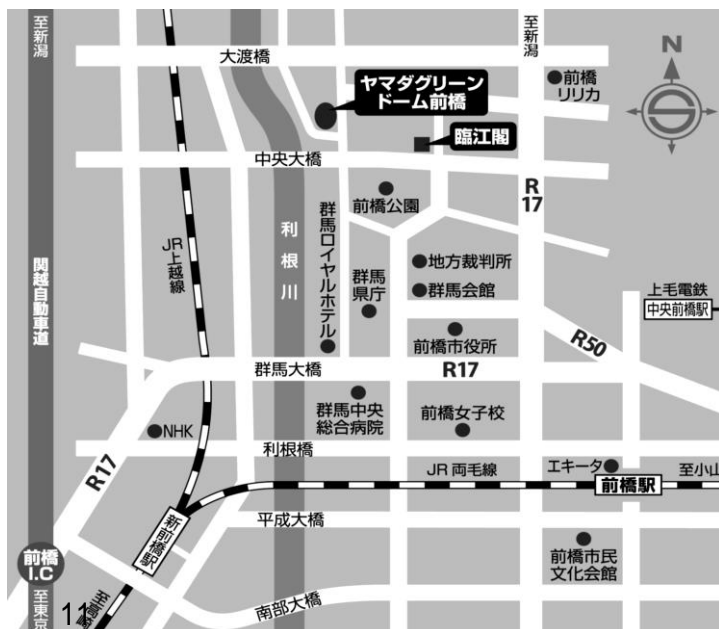 至新潟
至新潟
大渡橋
ヤマダグリーン
ドーム前橋
前橋
リリカ
N
臨江閣
中央大橋
R
17
前橋公園
JR
上越線
利根川
群馬ロイヤルホテル
地方裁判所
群馬
県庁
群馬会館
関越自動車道
上毛電鉄
中央前橋駅
前橋市役所
R50
群馬大橋
R17
群馬中央
総合病院
前橋女子校
NHK
利根橋
R17
JR 両毛線
エキータ
至小山
前橋駅
新前橋駅
平成大橋
前橋市民
文化会館
前橋
I.C
至東京
11
南部大橋